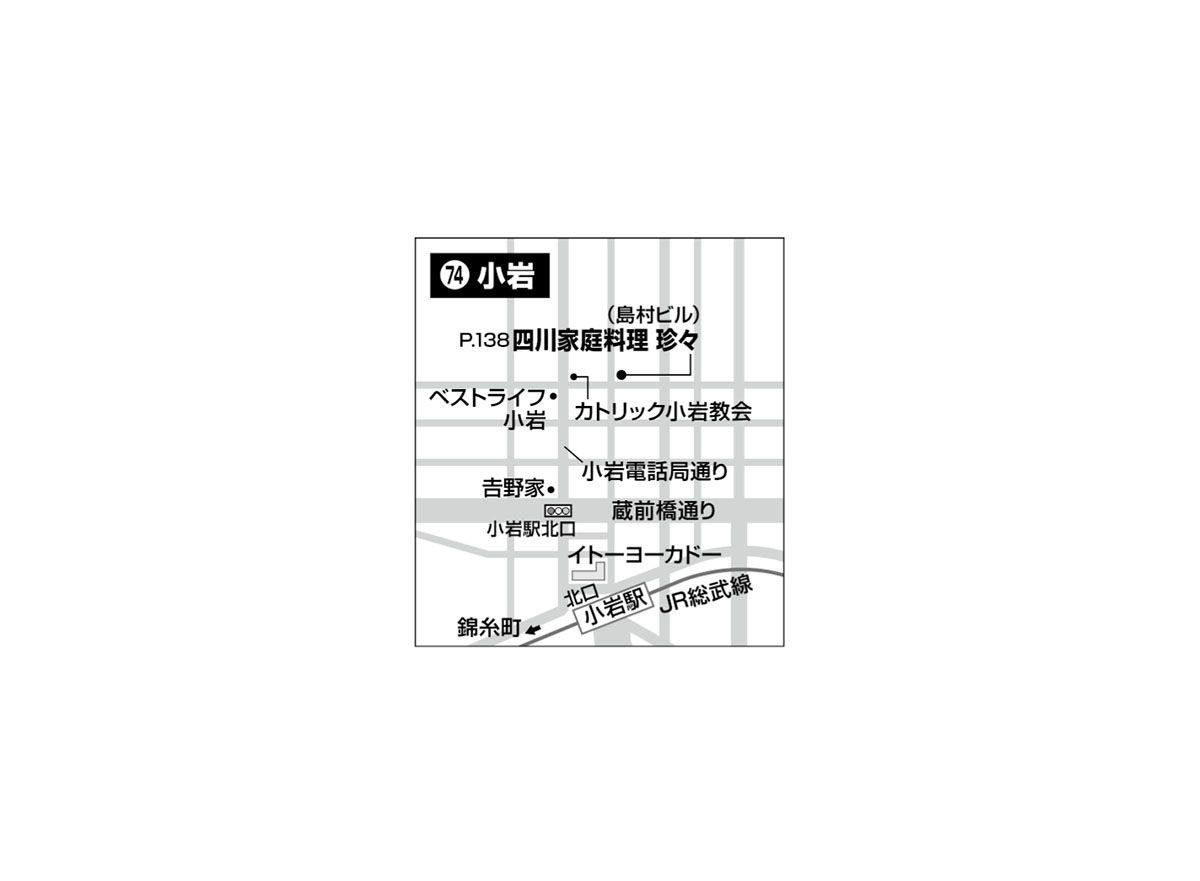 74 小岩
（島村ビル）
P.138 四川家庭料理 珍々
ベストライフ
小岩
カトリック小岩教会
小岩電話局通り
吉野家
蔵前橋通り
小岩駅北口
イトーヨーカドー
北口
小岩駅
JR総武線
錦糸町